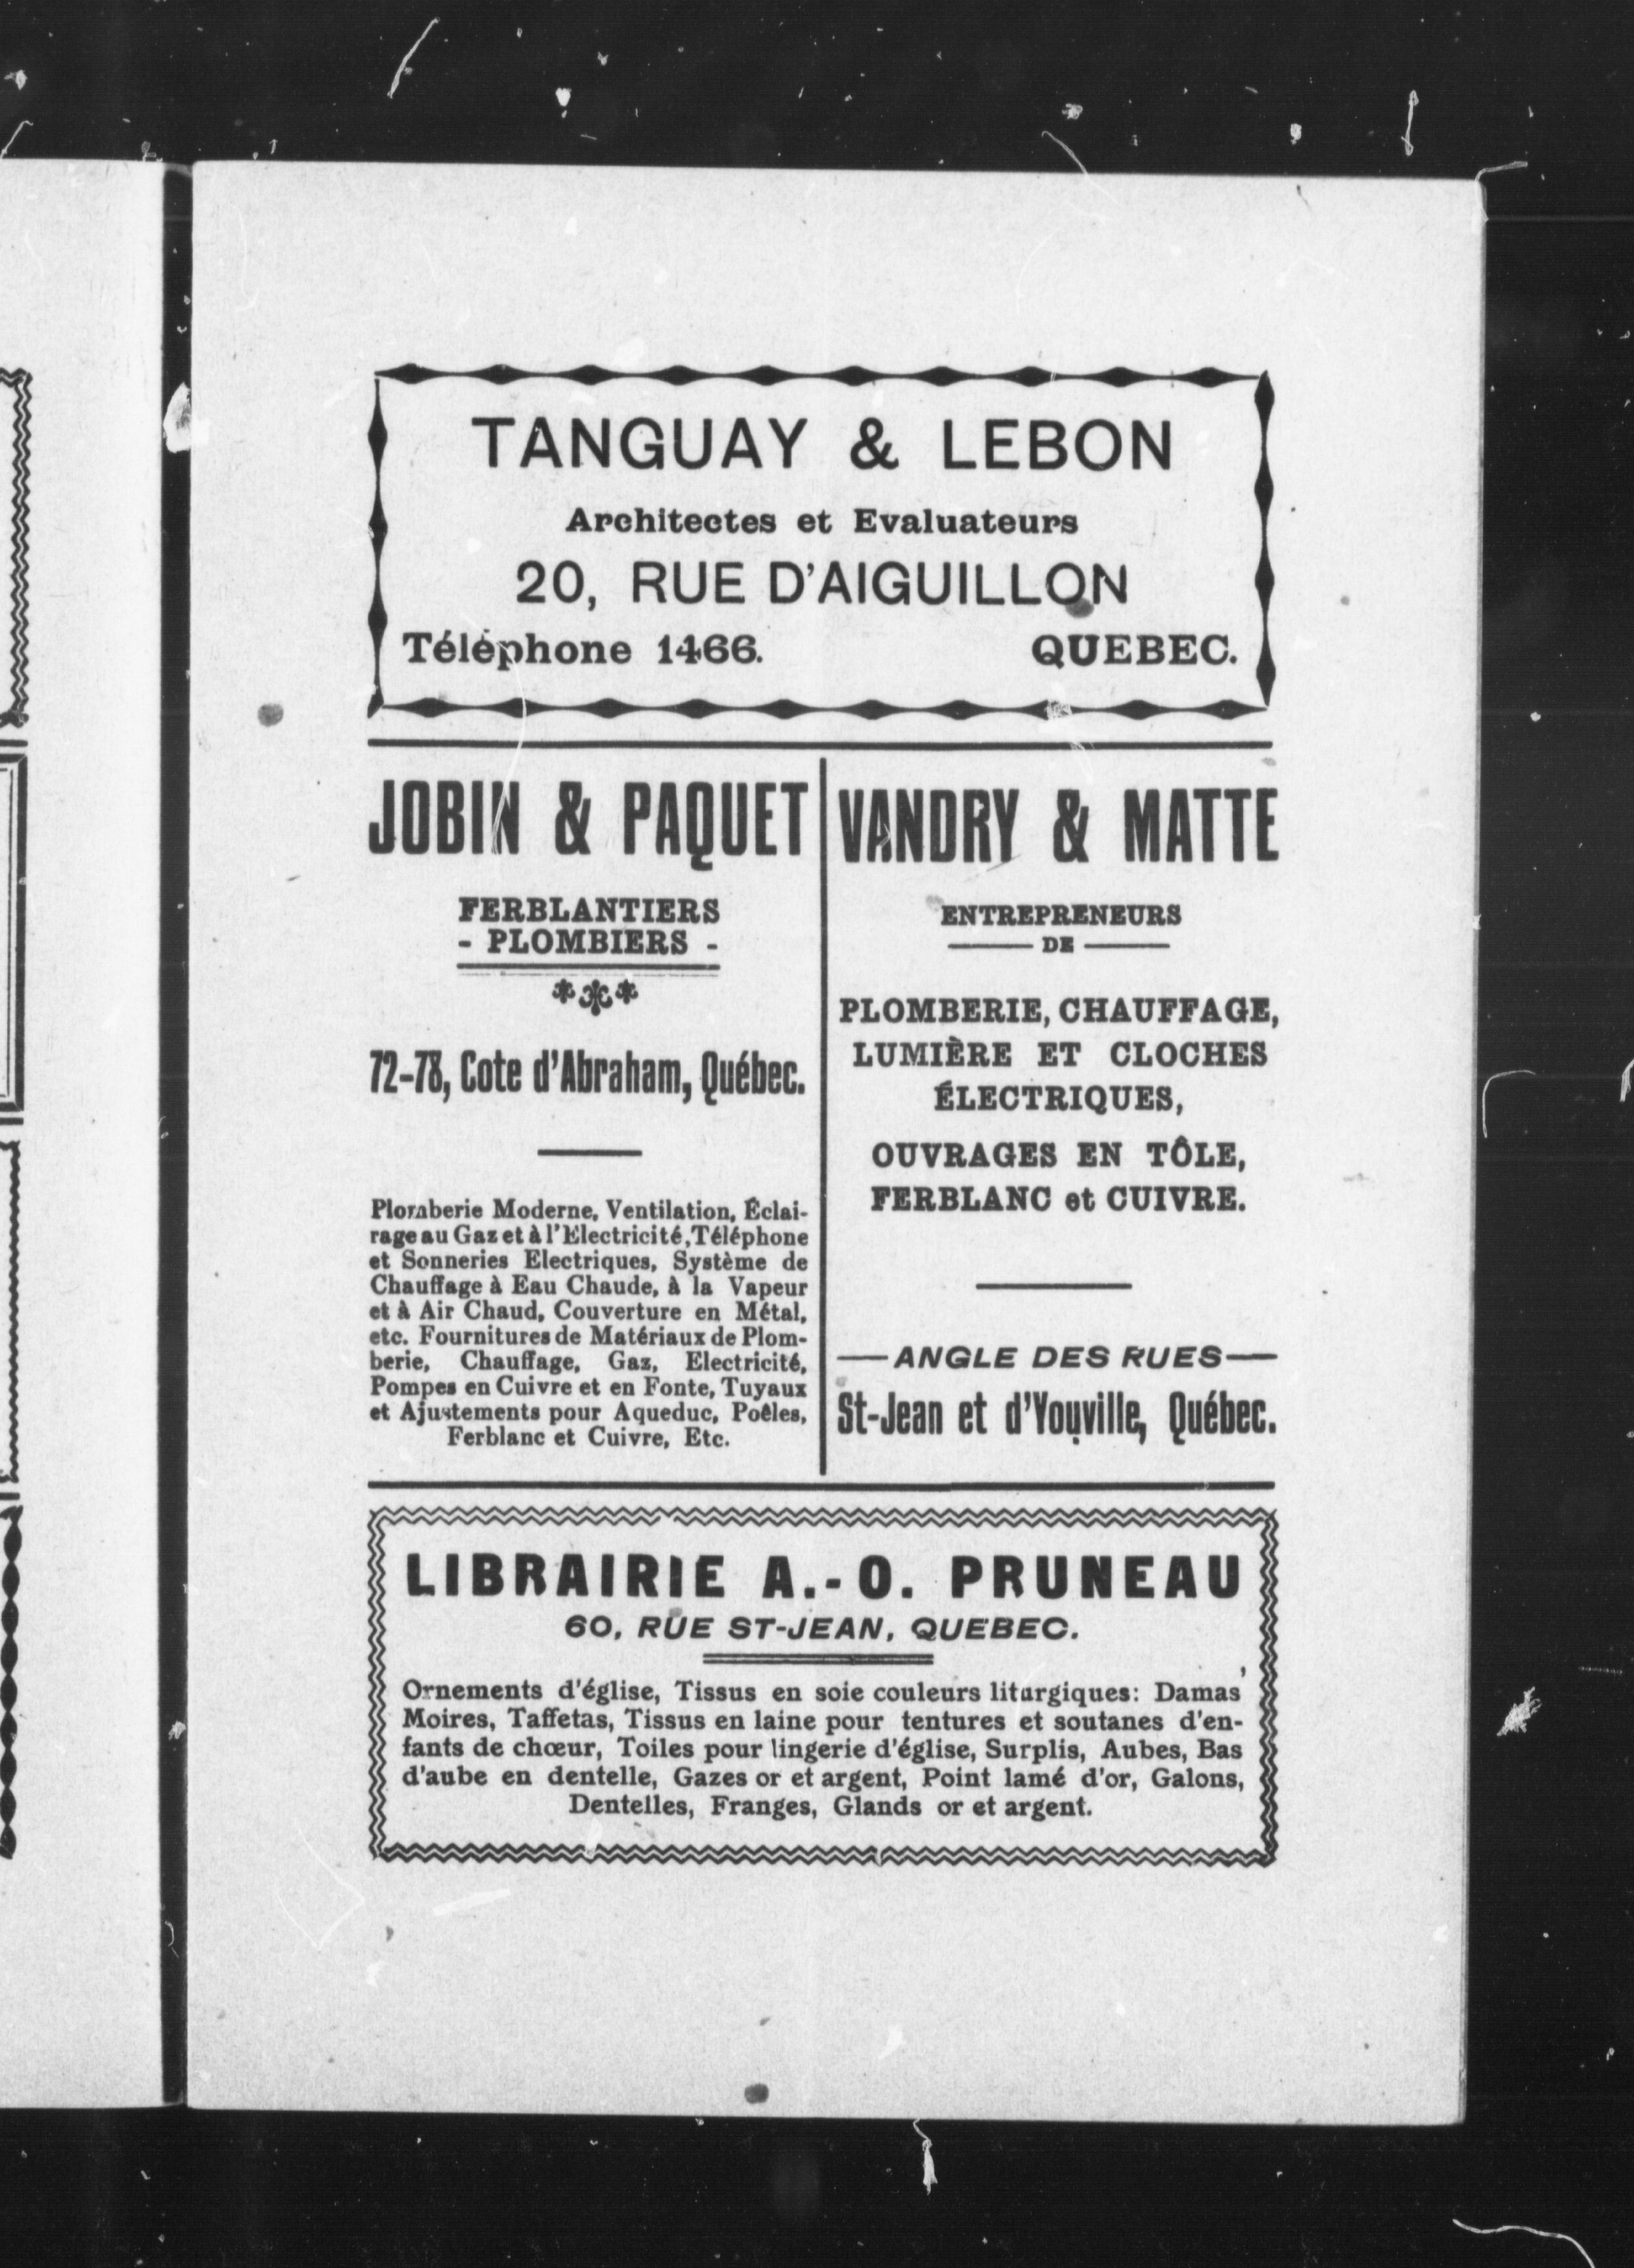 TANGUAY & LEBON
Architectes et Evaluateurs
20, RUE D'AIGUILLON
Téléphone 1466. QUEBEC.
JOBIN & PAQUET
FERBLANTIERS
- PLOMBIERS -
72-78, Cote d'Abraham, Québec.
Plomberie Moderne, Ventilation, Éclai-
rage au Gaz et à l'Electricité, Téléphone
et Sonneries Electriques, Système de
Chauffage à Eau Chaude, à la Vapeur
et à Air Chaud, Couverture en Métal,
etc. Fournitures de Matériaux de Plom-
berie, Chauffage, Gaz, Electricité,
Pompes en Cuivre et en Fonte, Tuyaux
et Ajustements pour Aqueduc, Poêles,
Ferblanc et Cuivre, Etc.
VANDRY & MATTE
ENTREPRENEURS
DE
PLOMBERIE, CHAUFFAGE,
LUMIÈRE ET CLOCHES
ÉLECTRIQUES,
OUVRAGES EN TÔLE,
FERBLANC et CUIVRE.
—ANGLE DES RUES—
St-Jean et d'Youville, Québec.
LIBRAIRIE A.-O. PRUNEAU
60, RUE ST-JEAN, QUEBEC.
Ornements d'église, Tissus en soie couleurs liturgiques: Damas,
Moires, Taffetas, Tissus en laine pour tentures et soutanes d'en-
fants de chœur, Toiles pour lingerie d'église, Surplis, Aubes, Bas
d'aube en dentelle, Gazes or et argent, Point lamé d'or, Galons,
Dentelles, Franges, Glands or et argent.